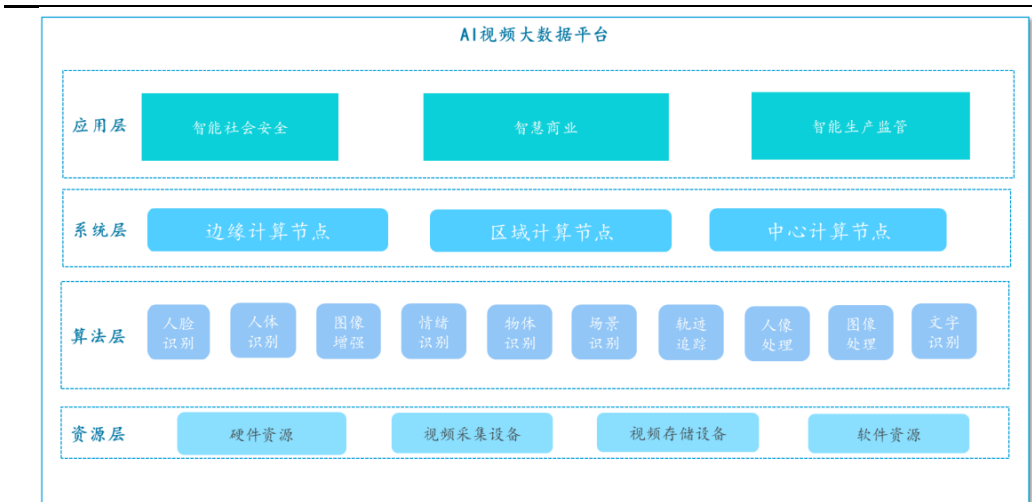 AI视频大数据平台
应用层
智能社会安全
智慧商业
智能生产监管
系统层
边缘计算节点
区域计算节点
中心计算节点
算法层
人脸
识别
人体
识别
图像
增强
情绪
识别
物体
识别
场景
识别
轨迹
追踪
人像
处理
图像
处理
文字
识别
资源层
硬件资源
视频采集设备
视频存储设备
软件资源